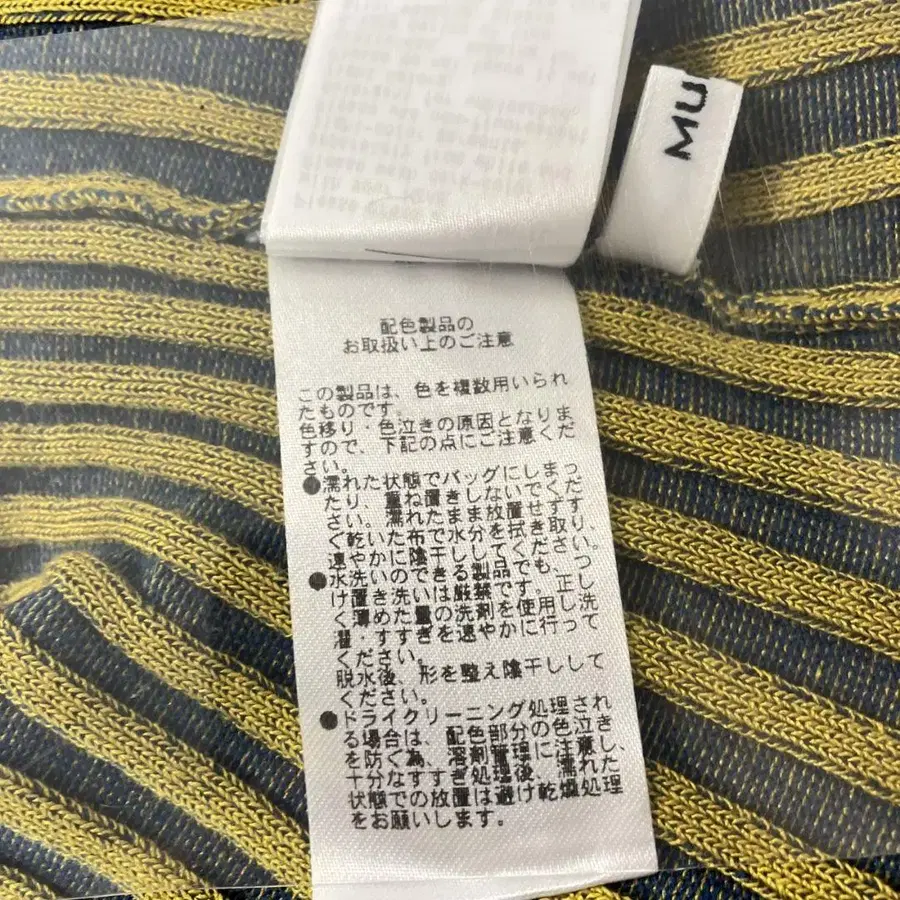 MU
配色製品の
お取扱い上のご注意
この製品は、色を複数用いられ
たものです。
色移り・色泣きの原因となりま
すので、下記の点にご注意くだ
さい。
●濡れた状態でバッグにしまっ
たり、重ね置きしないでくだ
さい。濡れたまま放置せすす
ぐ乾いた布で水分を拭き取り、
速やかに陰干ししてください。
●水洗いのできる製品でも、つ
け置き洗いは厳禁です。正し
く薄めた量の洗剤を使用し洗
濯・すすぎを速やかに行って
ください。
脱水後、形を整え陰干しして
ください。
●ドライクリーニング処理され
る場合は、配色部分の色泣き
を防ぐ為、溶剤管理に注意し、
十分なすすぎ処理後、濡れた
状態での放置は避け乾燥処理
をお願いします。